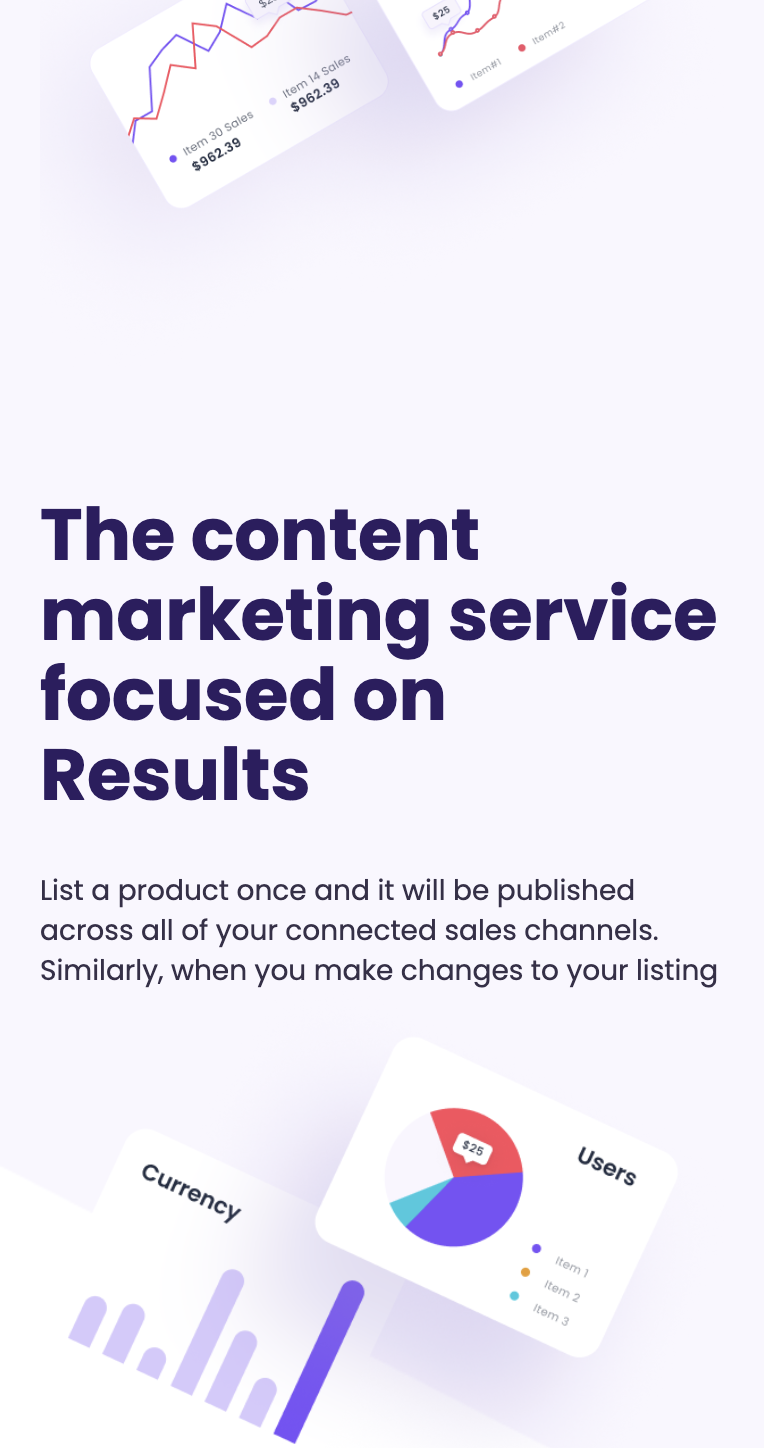 $25
Item#1
Item#2
Item 14 Sales
$962.39
Item 30 Sales
$962.39
The content
marketing service
focused on
Results
List a product once and it will be published
across all of your connected sales channels.
Similarly, when you make changes to your listing
Users
$25
Currency
Item 1
Item 2
Item 3